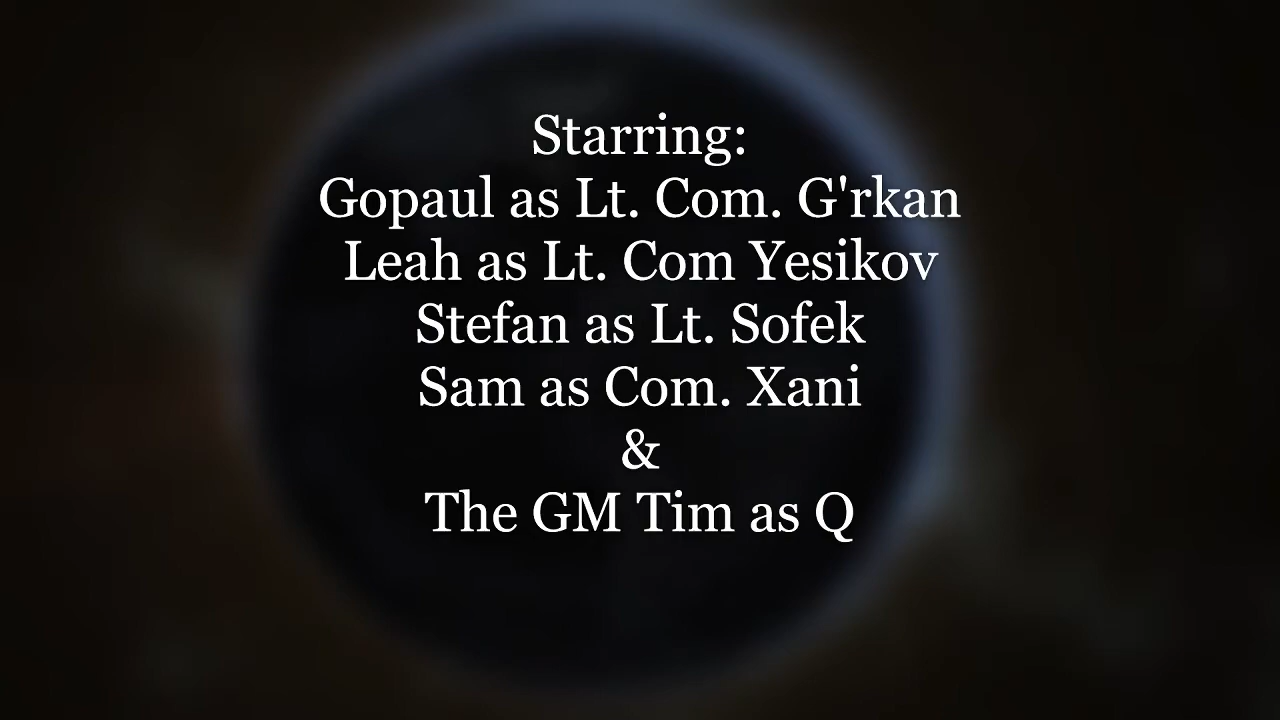 Starring:
Gopaul as Lt. Com. G'rkan
Leah as Lt. Com Yesikov
Stefan as Lt. Sofek
Sam as Com. Xani
&
The GM Tim as Q